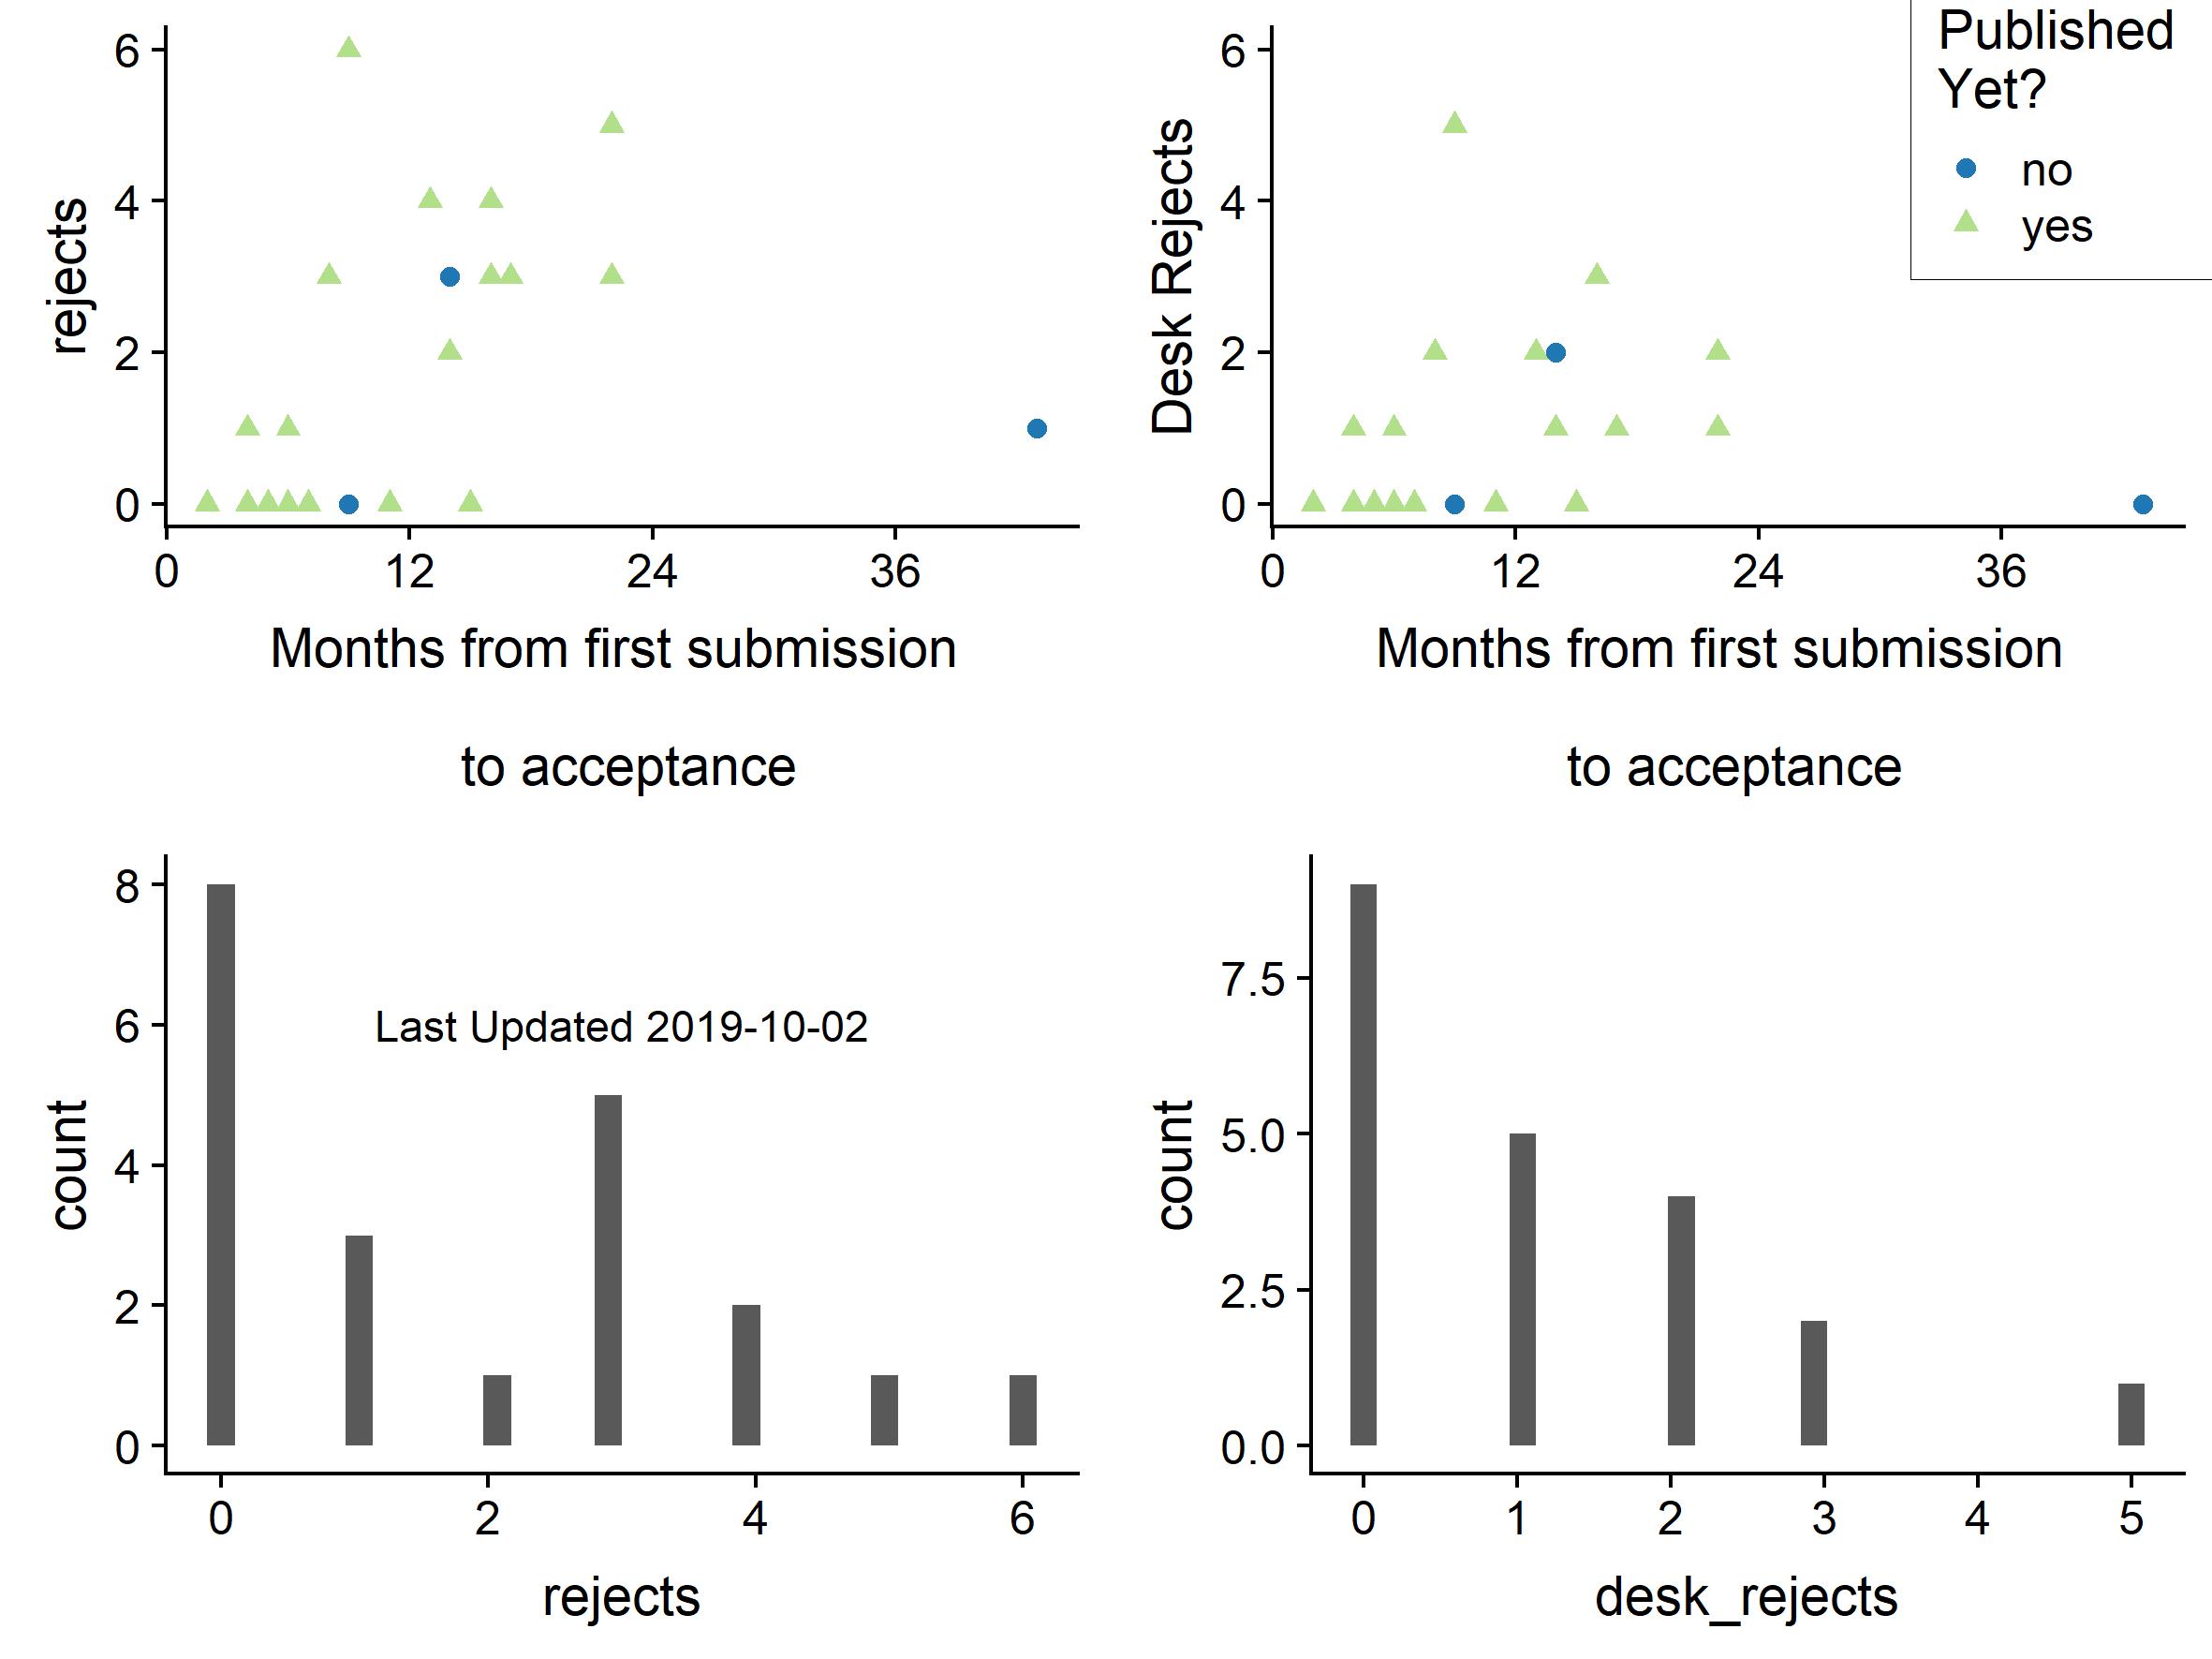 6
4
2
0
rejects
0 12 24 36
Months from first submission
to acceptance
6
4
2
0
Desk Rejects
0 12 24 36
Months from first submission
to acceptance
Published
Yet?
no
yes
8
6
4
2
0
count
Last Updated 2019-10-02
0 2 4 6
rejects
7.5
5.0
2.5
0.0
count
0 1 2 3 4 5
desk_rejects